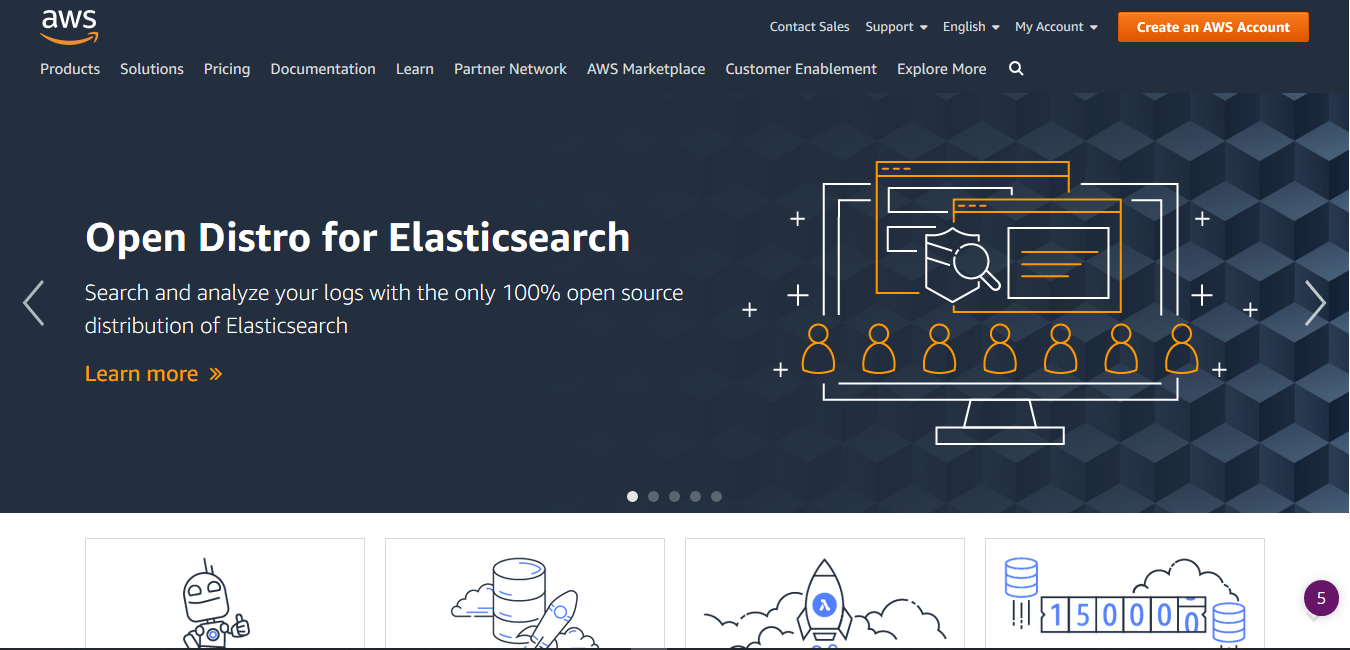 aws
Contact Sales Support English My Account Create an AWS Account
Products Solutions Pricing Documentation Learn Partner Network AWS Marketplace Customer Enablement Explore More
Open Distro for Elasticsearch
Search and analyze your logs with the only 100% open source
distribution of Elasticsearch
Learn more »
λ
150000
5